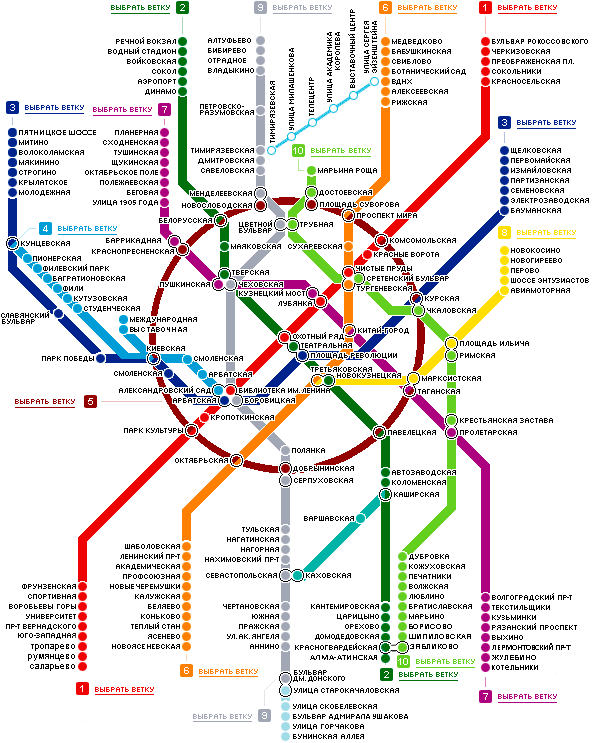 ВЫБРАТЬ ВЕТКУ 2
9 ВЫБРАТЬ ВЕТКУ
6 ВЫБРАТЬ ВЕТКУ
1 ВЫБРАТЬ ВЕТКУ
РЕЧНОЙ ВОКЗАЛ
ВОДНЫЙ СТАДИОН
ВОЙКОВСКАЯ
СОКОЛ
АЭРОПОРТ
ДИНАМО
АЛТУФЬЕВО
БИБИРЕВО
ОТРАДНОЕ
ВЛАДЫКИНО
ПЕТРОВСКО-
РАЗУМОВСКАЯ
ТИМИРЯЗЕВСКАЯ
ДМИТРОВСКАЯ
САВЕЛОВСКАЯ
ТИМИРЯЗЕВСКАЯ
УЛИЦА МИЛАШЕНКОВА
ТЕЛЕЦЕНТР
УЛИЦА АКАДЕМИКА
КОРОЛЕВА
ВЫСТАВОЧНЫЙ ЦЕНТР
УЛИЦА СЕРГЕЯ
ЭЙЗЕНШТЕЙНА
МЕДВЕДКОВО
БАБУШКИНСКАЯ
СВИБЛОВО
БОТАНИЧЕСКИЙ САД
ВДНХ
АЛЕКСЕЕВСКАЯ
РИЖСКАЯ
БУЛЬВАР РОКОССОВСКОГО
ЧЕРКИЗОВСКАЯ
ПРЕОБРАЖЕНСКАЯ ПЛ.
СОКОЛЬНИКИ
КРАСНОСЕЛЬСКАЯ
3 ВЫБРАТЬ ВЕТКУ
ПЯТНИЦКОЕ ШОССЕ
МИТИНО
ВОЛОКОЛАМСКАЯ
МЯКИНИНО
СТРОГИНО
КРЫЛАТСКОЕ
МОЛОДЕЖНАЯ
ВЫБРАТЬ ВЕТКУ 7
ПЛАНЕРНАЯ
СХОДНЕНСКАЯ
ТУШИНСКАЯ
ЩУКИНСКАЯ
ОКТЯБРЬСКОЕ ПОЛЕ
ПОЛЕЖАЕВСКАЯ
БЕГОВАЯ
УЛИЦА 1905 ГОДА
10 ВЫБРАТЬ ВЕТКУ
МАРЬИНА РОЩА
ДОСТОЕВСКАЯ
3 ВЫБРАТЬ ВЕТКУ
ЩЕЛКОВСКАЯ
ПЕРВОМАЙСКАЯ
ИЗМАЙЛОВСКАЯ
ПАРТИЗАНСКАЯ
СЕМЕНОВСКАЯ
ЭЛЕКТРОЗАВОДСКАЯ
БАУМАНСКАЯ
МЕНДЕЛЕЕВСКАЯ
НОВОСЛОБОДСКАЯ
ПЛОЩАДЬ СУВОРОВА
БЕЛОРУССКАЯ
ПРОСПЕКТ МИРА
ЦВЕТНОЙ
БУЛЬВАР
ТРУБНАЯ
4 ВЫБРАТЬ ВЕТКУ
8 ВЫБРАТЬ ВЕТКУ
КУНЦЕВСКАЯ
БАРРИКАДНАЯ
КРАСНОПРЕСНЕНСКАЯ
МАЯКОВСКАЯ
СУХАРЕВСКАЯ
КОМСОМОЛЬСКАЯ
КРАСНЫЕ ВОРОТА
НОВОКОСИНО
НОВОГИРЕЕВО
ПЕРОВО
ШОССЕ ЭНТУЗИАСТОВ
АВИАМОТОРНАЯ
ПИОНЕРСКАЯ
ФИЛЕВСКИЙ ПАРК
БАГРАТИОНОВСКАЯ
ФИЛИ
КУТУЗОВСКАЯ
СТУДЕНЧЕСКАЯ
ТВЕРСКАЯ
ПУШКИНСКАЯ
ЧЕХОВСКАЯ
КУЗНЕЦКИЙ МОСТ
ЛУБЯНКА
ЧИСТЫЕ ПРУДЫ
СРЕТЕНСКИЙ БУЛЬВАР
ТУРГЕНЕВСКАЯ
КУРСКАЯ
ЧКАЛОВСКАЯ
СЛАВЯНСКИЙ
БУЛЬВАР
МЕЖДУНАРОДНАЯ
ВЫСТАВОЧНАЯ
КИЕВСКАЯ
ПАРК ПОБЕДЫ
СМОЛЕНСКАЯ
СМОЛЕНСКАЯ
АРБАТСКАЯ
ОХОТНЫЙ РЯД
ТЕАТРАЛЬНАЯ
ПЛОЩАДЬ РЕВОЛЮЦИИ
КИТАЙ-ГОРОД
ПЛОЩАДЬ ИЛЬИЧА
РИМСКАЯ
ТРЕТЬЯКОВСКАЯ
НОВОКУЗНЕЦКАЯ
МАРКСИСТСКАЯ
ТАГАНСКАЯ
АЛЕКСАНДРОВСКИЙ САД
БИБЛИОТЕКА ИМ. ЛЕНИНА
АРБАТСКАЯ
БОРОВИЦКАЯ
ВЫБРАТЬ ВЕТКУ 5
КРОПОТКИНСКАЯ
ПАРК КУЛЬТУРЫ
КРЕСТЬЯНСКАЯ ЗАСТАВА
ПРОЛЕТАРСКАЯ
ПАВЕЛЕЦКАЯ
ПОЛЯНКА
ОКТЯБРЬСКАЯ
ДОБРЫНИНСКАЯ
СЕРПУХОВСКАЯ
АВТОЗАВОДСКАЯ
КОЛОМЕНСКАЯ
КАШИРСКАЯ
ВАРШАВСКАЯ
КАХОВСКАЯ
ТУЛЬСКАЯ
НАГАТИНСКАЯ
НАГОРНАЯ
НАХИМОВСКИЙ ПР-Т
СЕВАСТОПОЛЬСКАЯ
ЧЕРТАНОВСКАЯ
ЮЖНАЯ
ПРАЖСКАЯ
УЛ. АК. ЯНГЕЛЯ
АННИНО
БУЛЬВАР
ДМ. ДОНСКОГО
УЛИЦА СТАРОКАЧАЛОВСКАЯ
УЛИЦА СКОБЕЛЕВСКАЯ
БУЛЬВАР АДМИРАЛА УШАКОВА
УЛИЦА ГОРЧАКОВА
БУНИНСКАЯ АЛЛЕЯ
ВЫБРАТЬ ВЕТКУ 9
ФРУНЗЕНСКАЯ
СПОРТИВНАЯ
ВОРОБЬЕВЫ ГОРЫ
УНИВЕРСИТЕТ
ПР-Т ВЕРНАДСКОГО
ЮГО-ЗАПАДНАЯ
тропарево
румянцево
саларьево
1 ВЫБРАТЬ ВЕТКУ
ШАБОЛОВСКАЯ
ЛЕНИНСКИЙ ПР-Т
АКАДЕМИЧЕСКАЯ
ПРОФСОЮЗНАЯ
НОВЫЕ ЧЕРЕМУШКИ
КАЛУЖСКАЯ
БЕЛЯЕВО
КОНЬКОВО
ТЕПЛЫЙ СТАН
ЯСЕНЕВО
НОВОЯСЕНЕВСКАЯ
6 ВЫБРАТЬ ВЕТКУ
КАНТЕМИРОВСКАЯ
ЦАРИЦЫНО
ОРЕХОВО
ДОМОДЕДОВСКАЯ
КРАСНОГВАРДЕЙСКАЯ
АЛМА-АТИНСКАЯ
2 ВЫБРАТЬ ВЕТКУ
ДУБРОВКА
КОЖУХОВСКАЯ
ПЕЧАТНИКИ
ВОЛЖСКАЯ
ЛЮБЛИНО
БРАТИСЛАВСКАЯ
МАРЬИНО
БОРИСОВО
ШИПИЛОВСКАЯ
ЗЯБЛИКОВО
10 ВЫБРАТЬ ВЕТКУ
ВОЛГОГРАДСКИЙ ПР-Т
ТЕКСТИЛЬЩИКИ
КУЗЬМИНКИ
РЯЗАНСКИЙ ПРОСПЕКТ
ВЫХИНО
ЛЕРМОНТОВСКИЙ ПР-Т
ЖУЛЕБИНО
КОТЕЛЬНИКИ
7 ВЫБРАТЬ ВЕТКУ